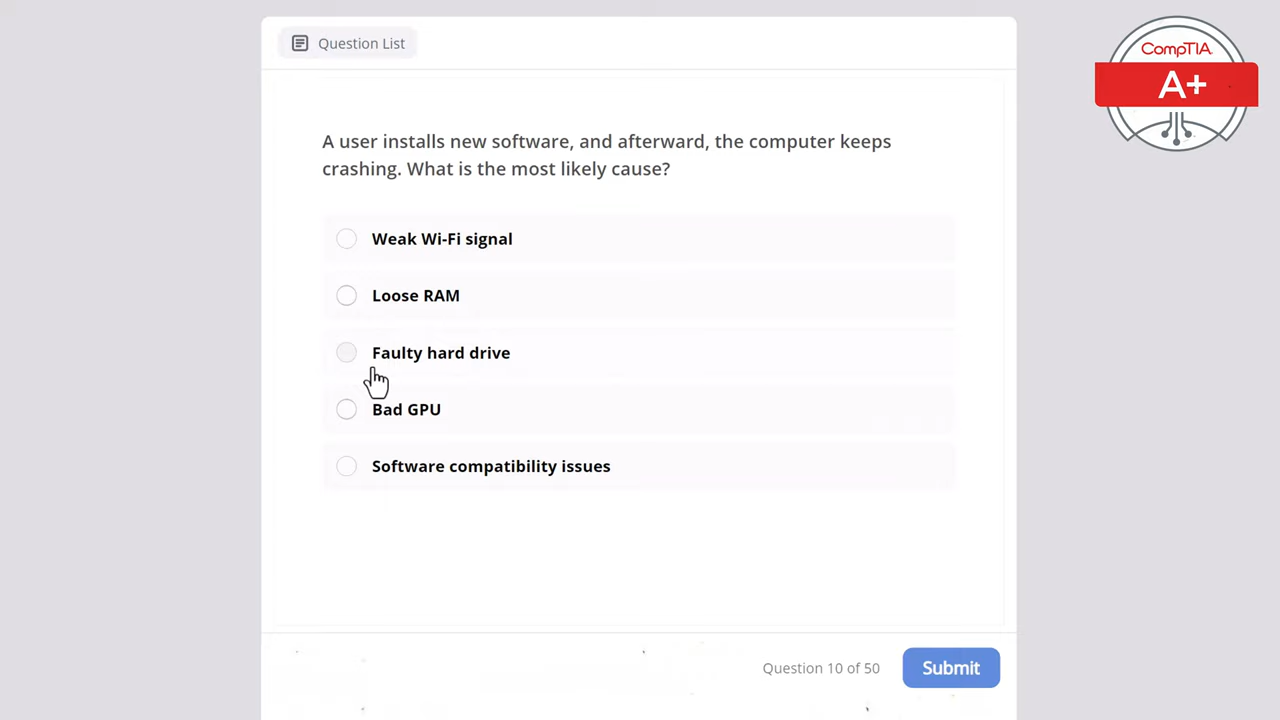 Question List
CompTIA.
A+
A user installs new software, and afterward, the computer keeps
crashing. What is the most likely cause?
Weak Wi-Fi signal
Loose RAM
Faulty hard drive
Bad GPU
Software compatibility issues
Question 10 of 50
Submit